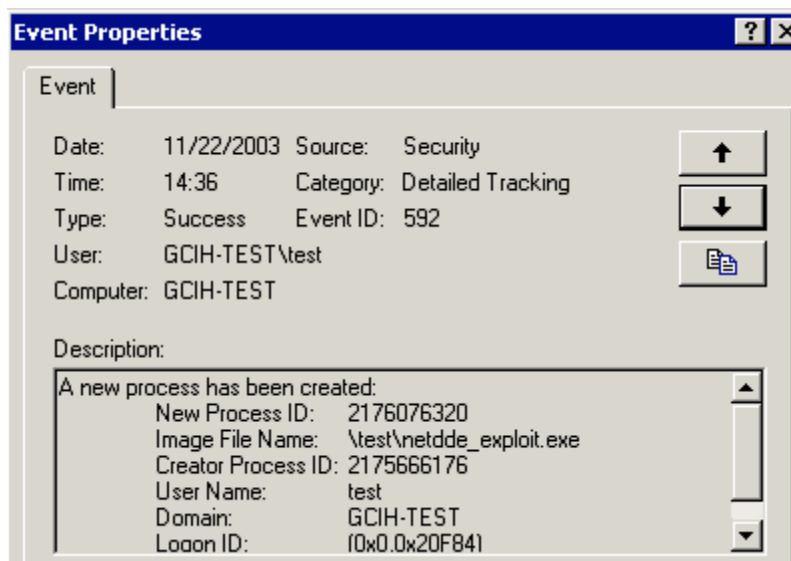 Event Properties
Event
Date: 11/22/2003 Source: Security
Time: 14:36 Category: Detailed Tracking
Type: Success Event ID: 592
User: GCIH-TEST\test
Computer: GCIH-TEST
Description:
A new process has been created:
New Process ID: 2176076320
Image File Name: \test\netdde_exploit.exe
Creator Process ID: 2175666176
User Name: test
Domain: GCIH-TEST
Logon ID: (0x0,0x20F84)